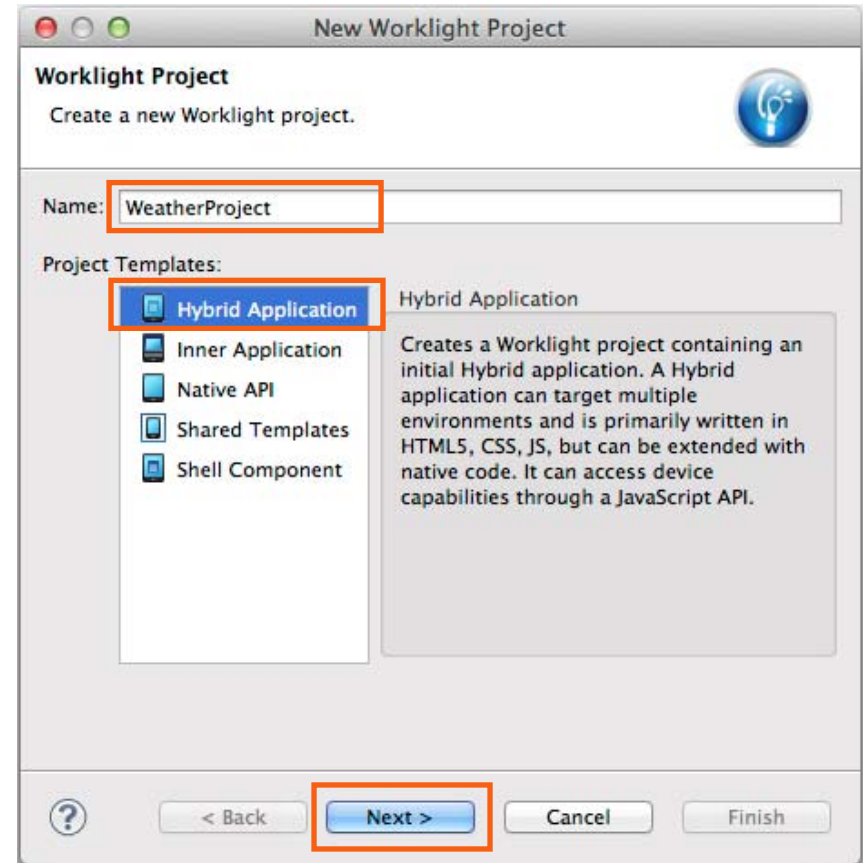 New Worklight Project
Worklight Project
Create a new Worklight project.
Name: WeatherProject
Project Templates:
Hybrid Application
Inner Application
Native API
Shared Templates
Shell Component
Hybrid Application
Creates a Worklight project containing an
initial Hybrid application. A Hybrid
application can target multiple
environments and is primarily written in
HTML5, CSS, JS, but can be extended with
native code. It can access device
capabilities through a JavaScript API.
? < Back Next > Cancel Finish